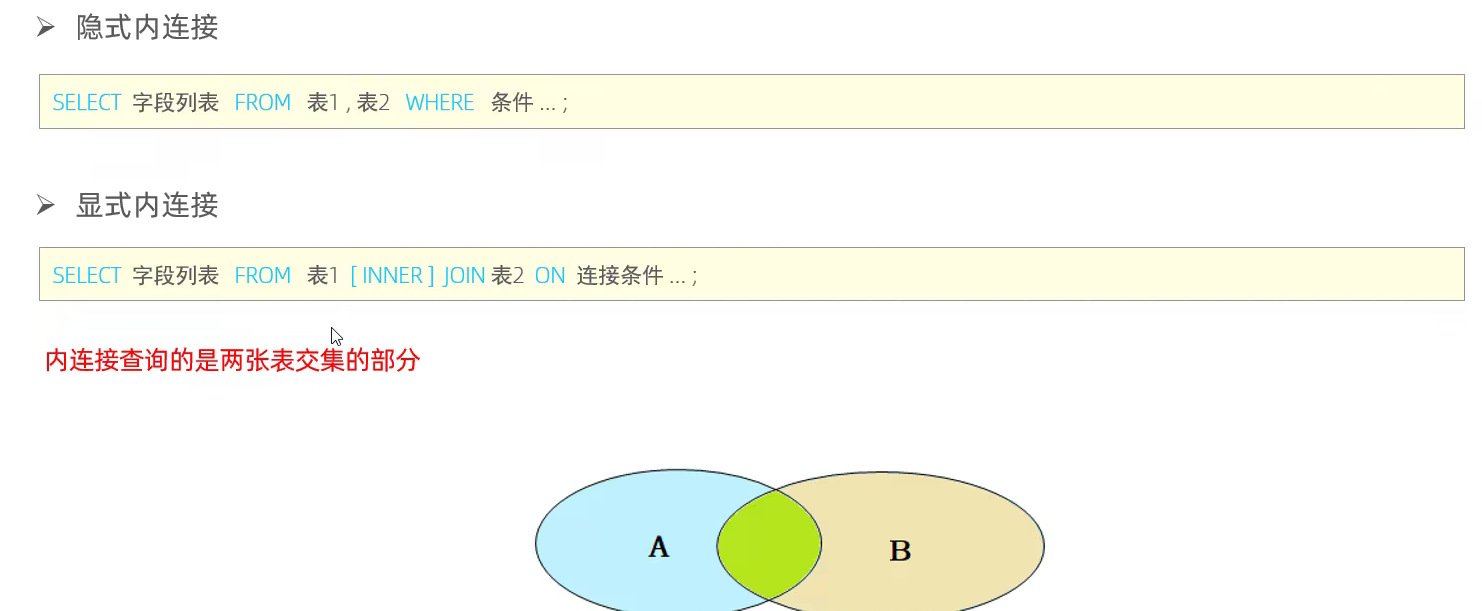 隐式内连接
SELECT 字段列表 FROM 表1 , 表2 WHERE 条件 ... ;
显式内连接
SELECT 字段列表 FROM 表1 [ INNER ] JOIN 表2 ON 连接条件 ... ;
内连接查询的是两张表交集的部分
A B